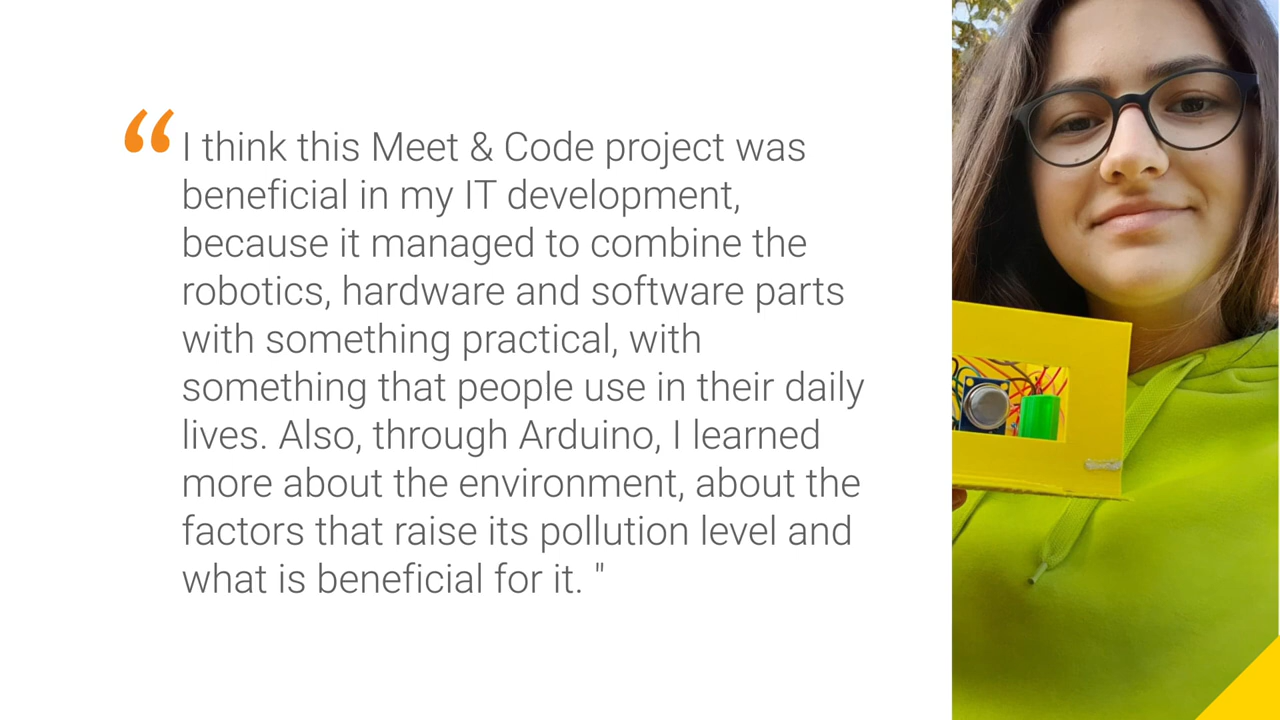 “I think this Meet & Code project was
beneficial in my IT development,
because it managed to combine the
robotics, hardware and software parts
with something practical, with
something that people use in their daily
lives. Also, through Arduino, I learned
more about the environment, about the
factors that raise its pollution level and
what is beneficial for it. "